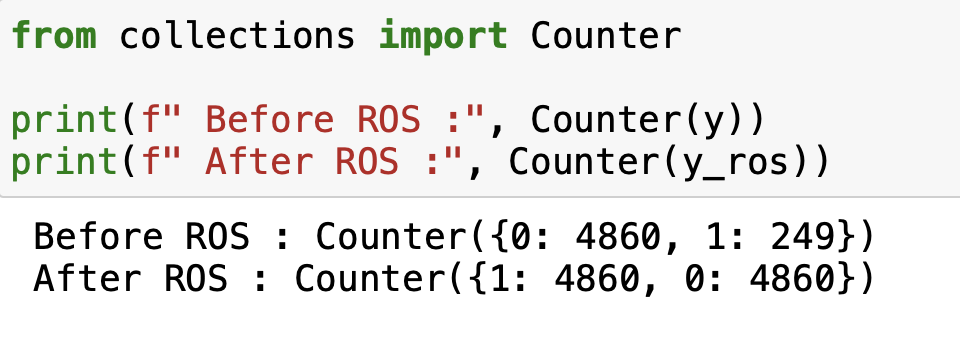 from collections import Counter
print(f" Before ROS :", Counter(y))
print(f" After ROS :", Counter(y_ros))
Before ROS : Counter({0: 4860, 1: 249})
After ROS : Counter({1: 4860, 0: 4860})